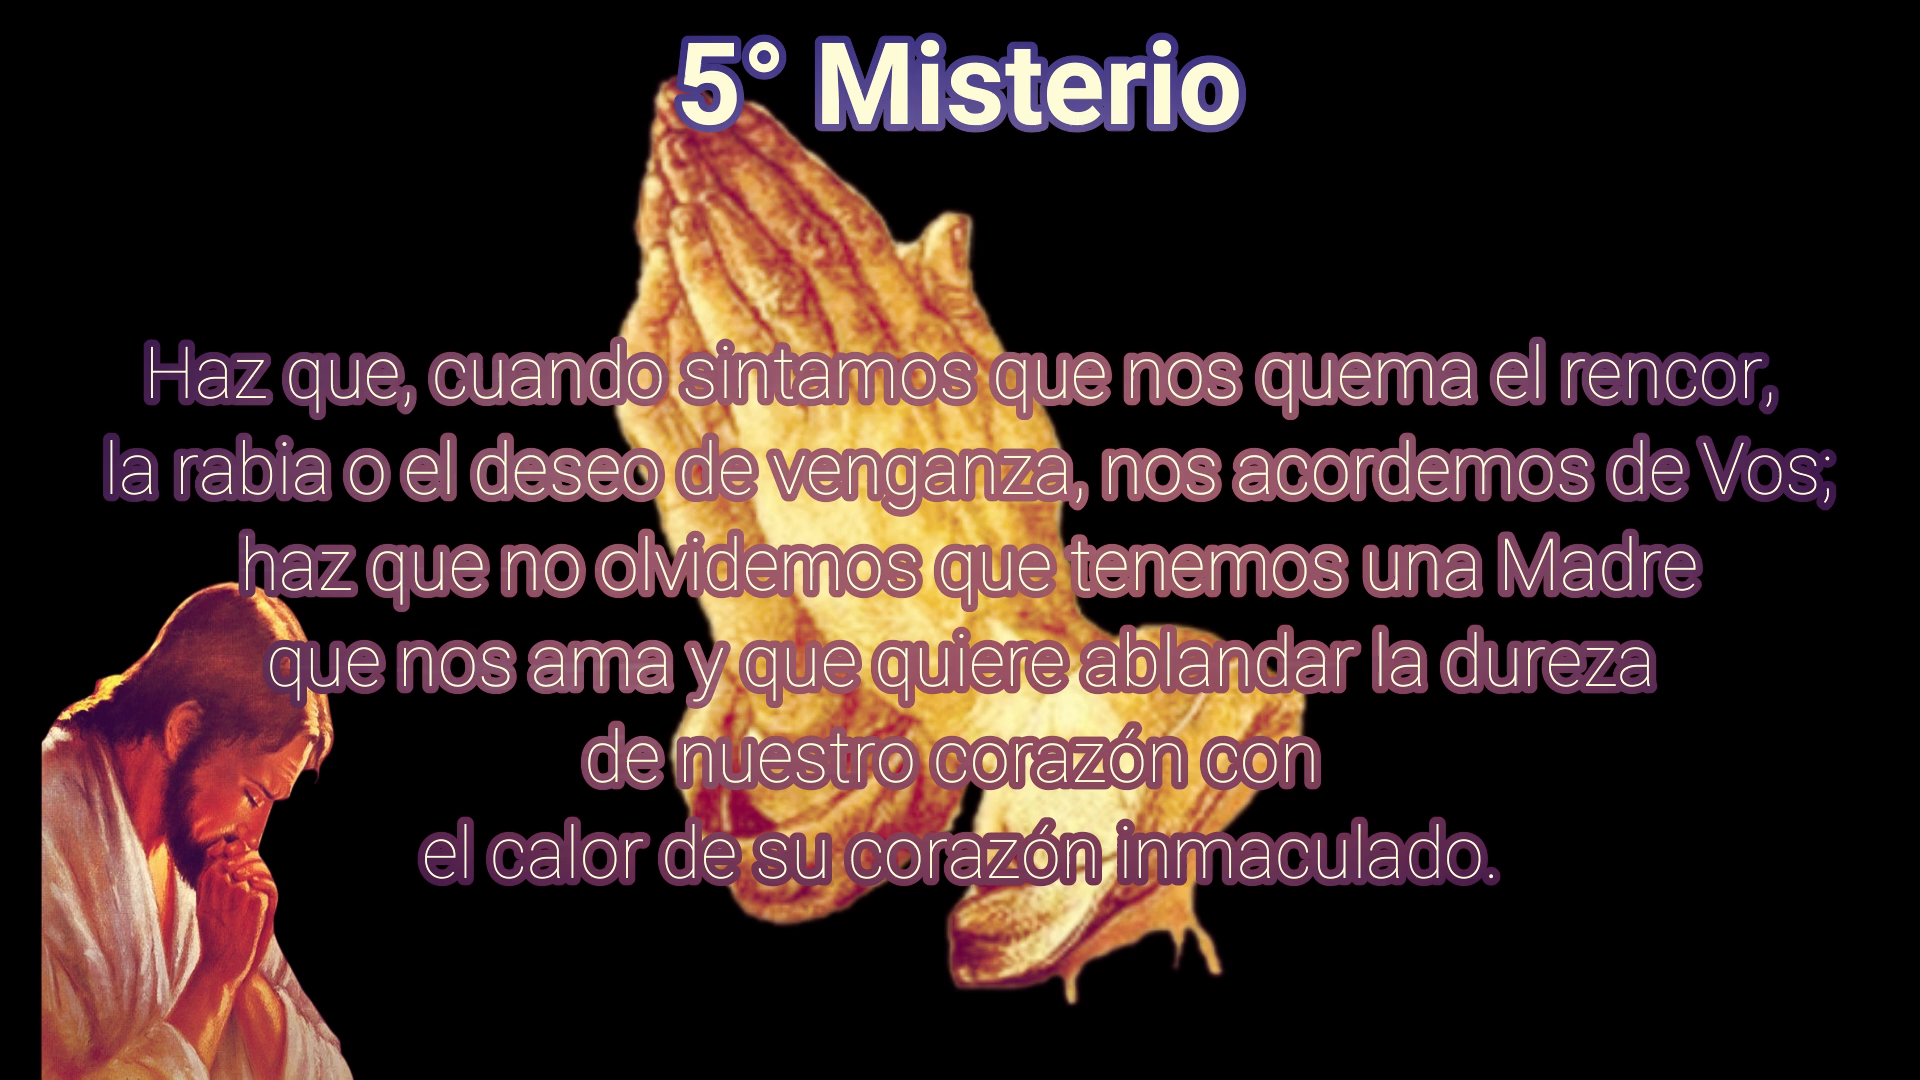 5° Misterio
Haz que, cuando sintamos que nos quema el rencor,
la rabia o el deseo de venganza, nos acordemos de Vos;
haz que no olvidemos que tenemos una Madre
que nos ama y que quiere ablandar la dureza
de nuestro corazón con
el calor de su corazón inmaculado.